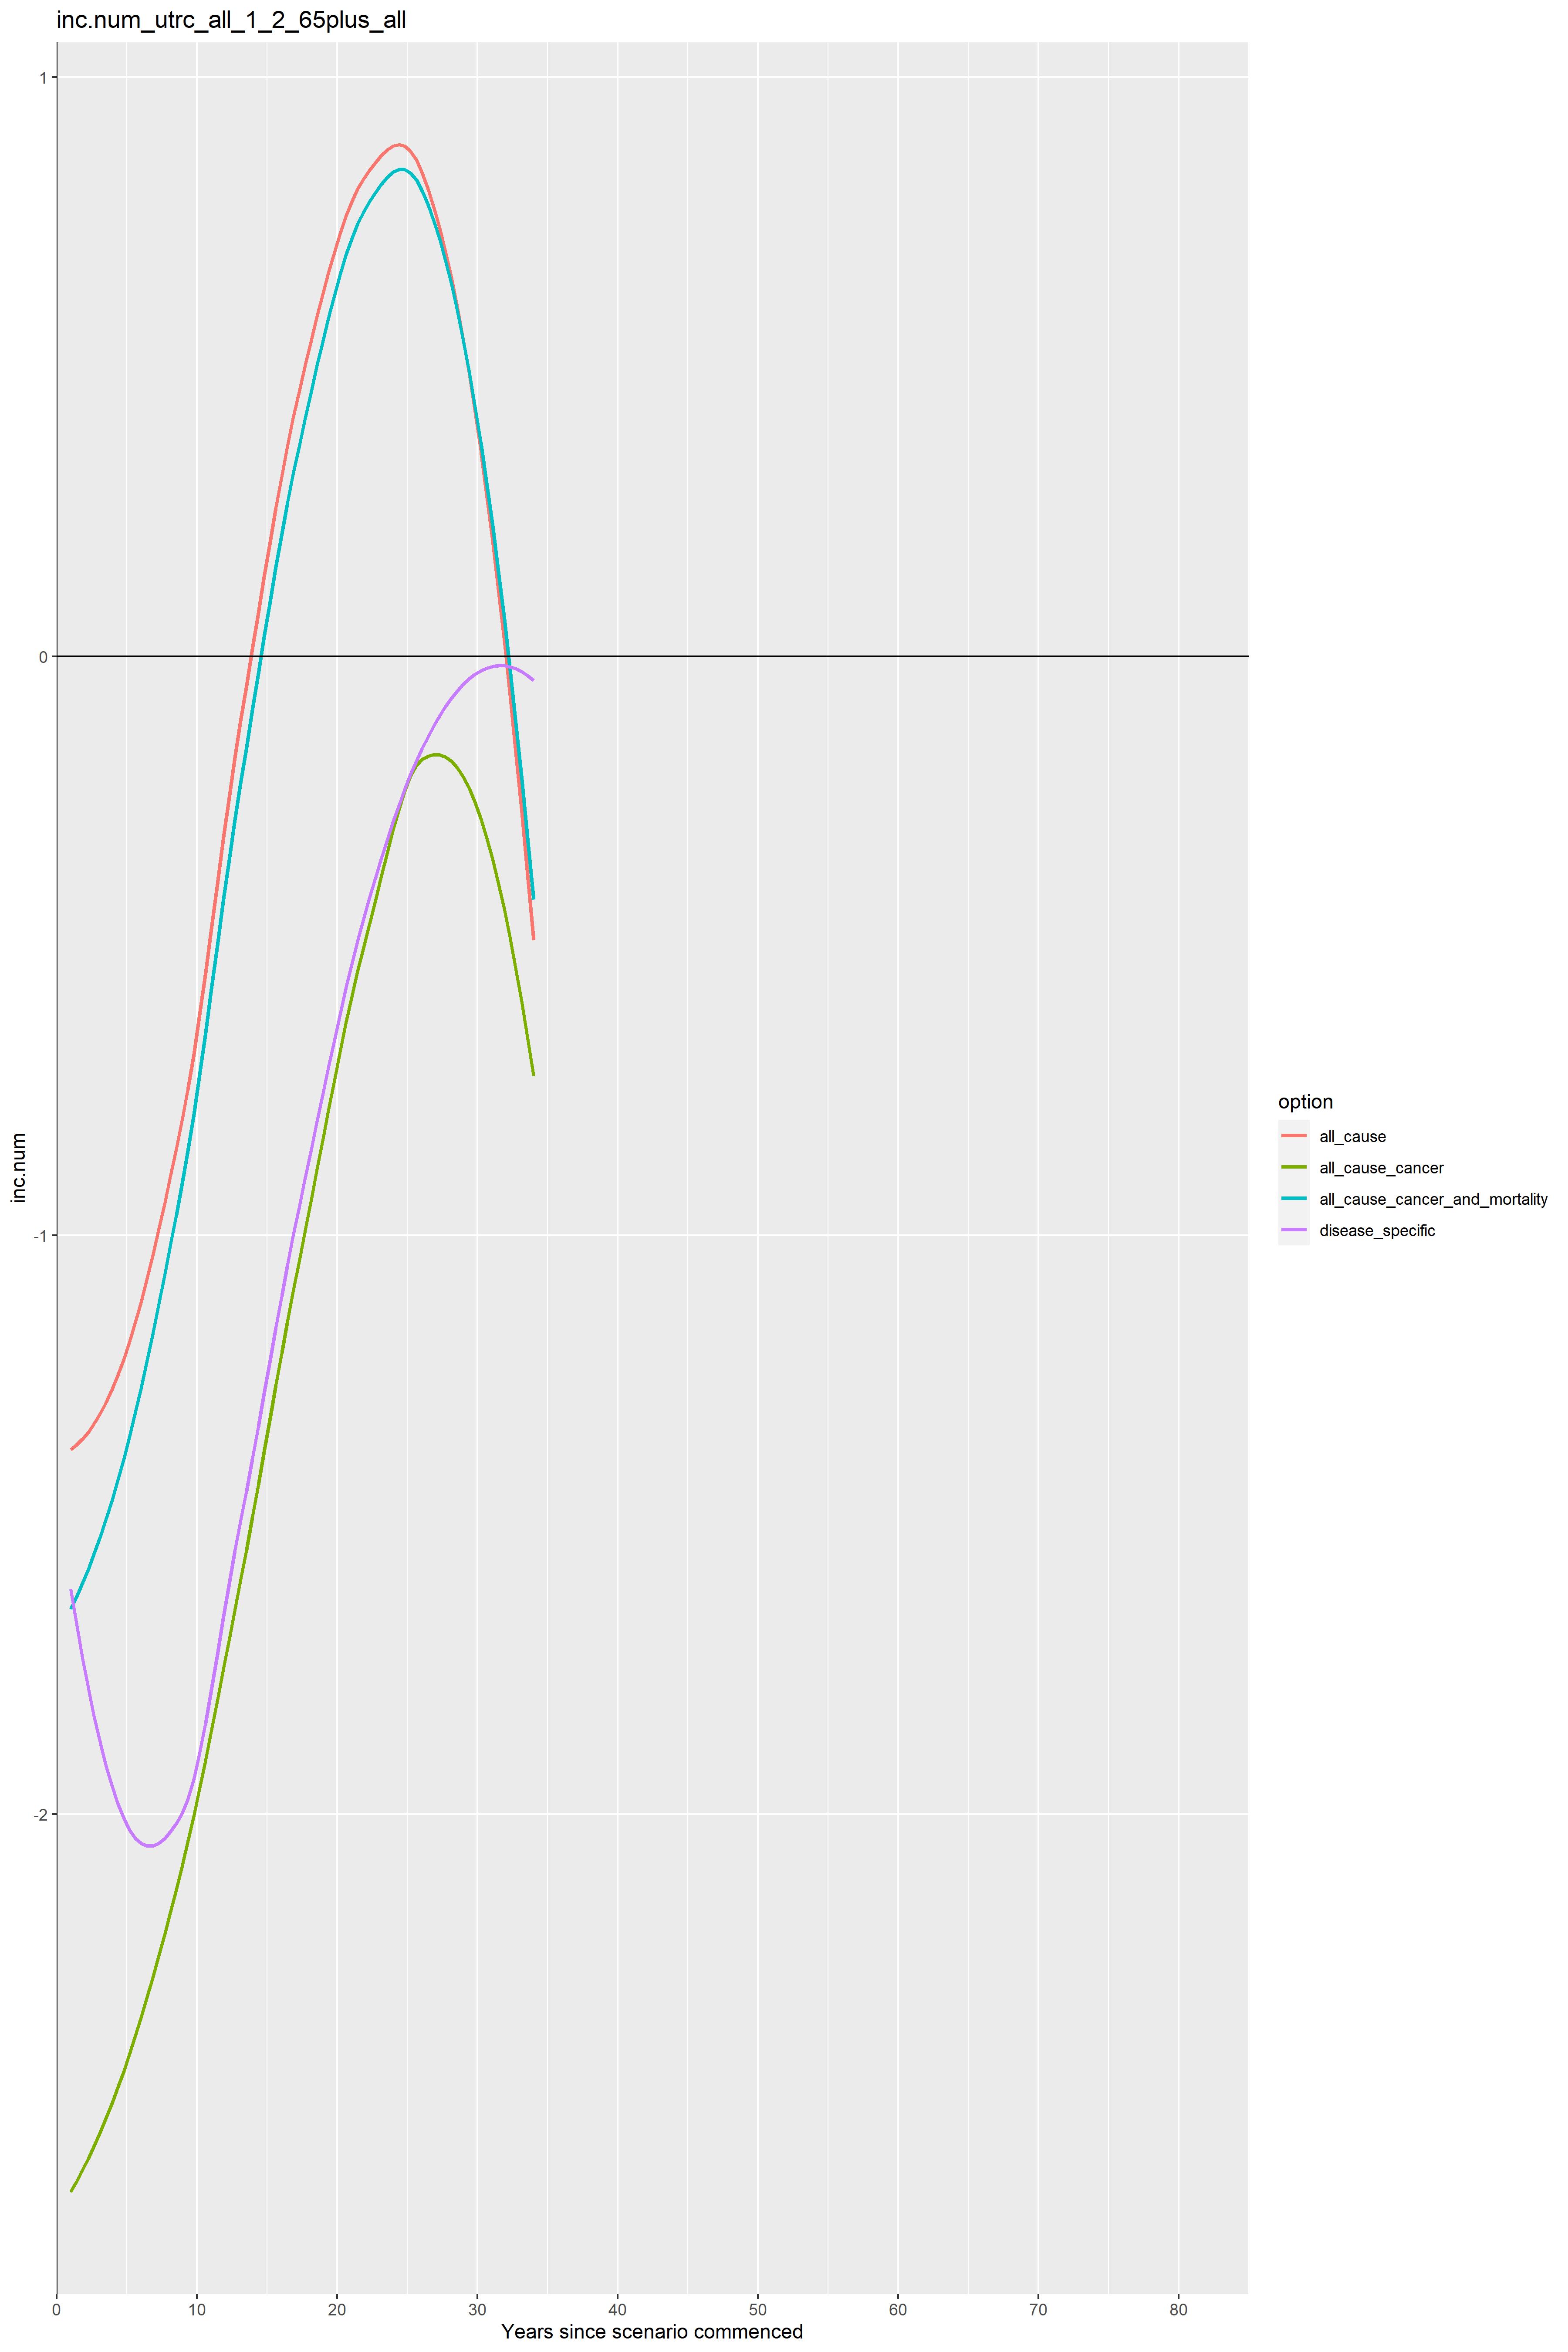 inc.num_utrc_all_1_2_65plus_all
1
0
-1
-2
inc.num
0 10 20 30 40 50 60 70 80
Years since scenario commenced
option
all_cause
all_cause_cancer
all_cause_cancer_and_mortality
disease_specific